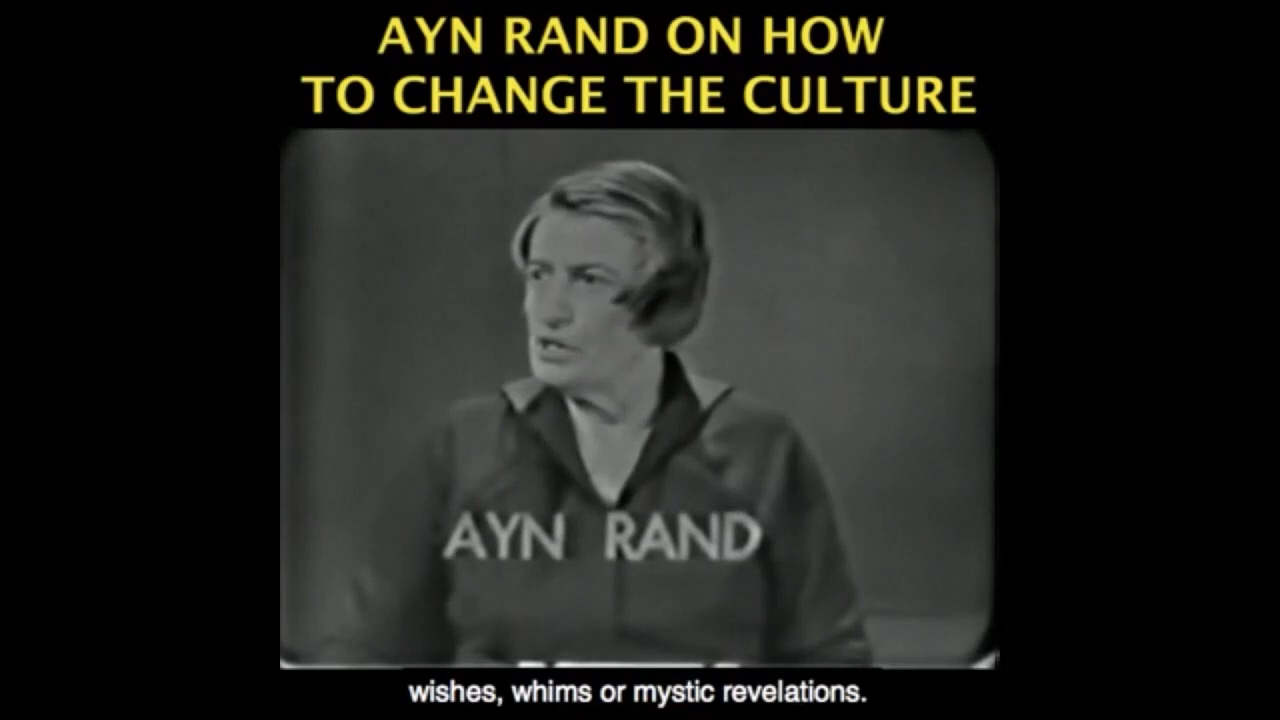 AYN RAND ON HOW
TO CHANGE THE CULTURE
AYN RAND
wishes, whims or mystic revelations.